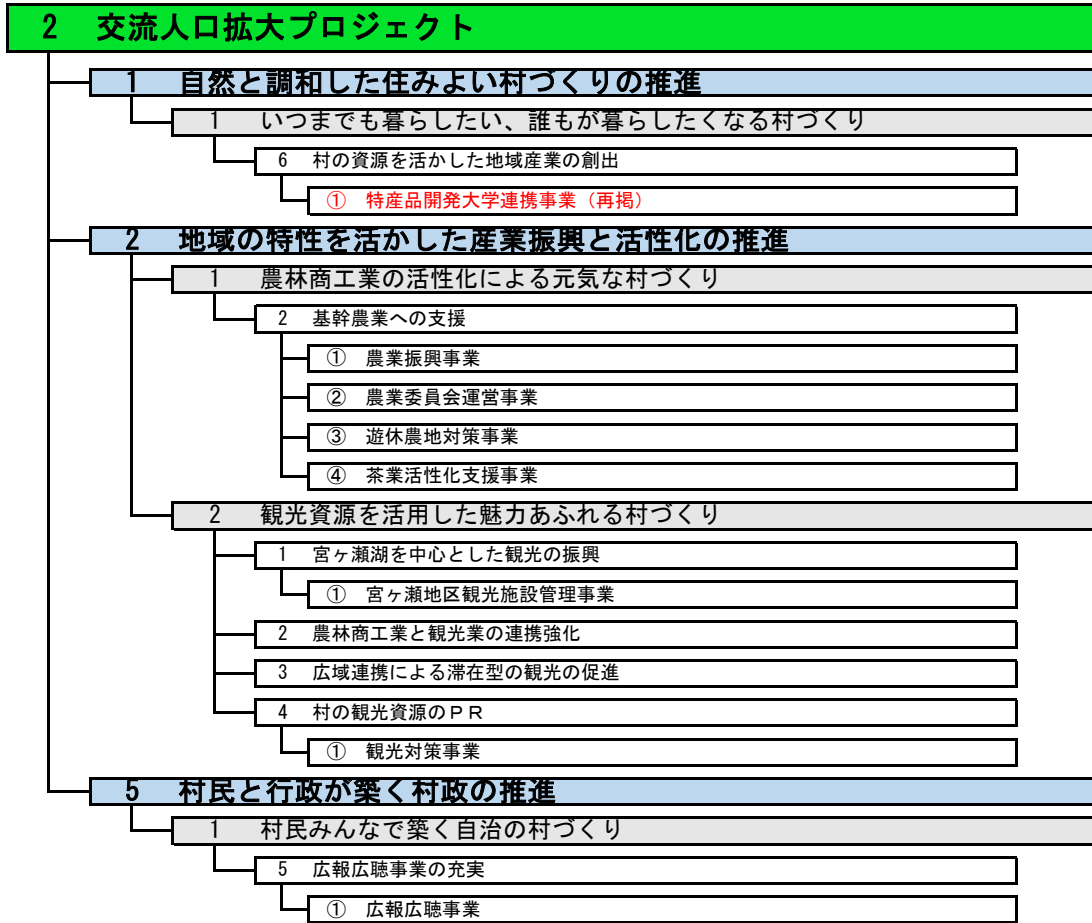 2 交流人口拡大プロジェクト
1 自然と調和した住みよい村づくりの推進
1 いつまでも暮らしたい、誰もが暮らしたくなる村づくり
6 村の資源を活かした地域産業の創出
① 特産品開発大学連携事業（再掲）
2 地域の特性を活かした産業振興と活性化の推進
1 農林商工業の活性化による元気な村づくり
2 基幹農業への支援
① 農業振興事業
② 農業委員会運営事業
③ 遊休農地対策事業
④ 茶業活性化支援事業
2 観光資源を活用した魅力あふれる村づくり
1 宮ヶ瀬湖を中心とした観光の振興
① 宮ヶ瀬地区観光施設管理事業
2 農林商工業と観光業の連携強化
3 広域連携による滞在型の観光の促進
4 村の観光資源のＰＲ
① 観光対策事業
5 村民と行政が築く村政の推進
1 村民みんなで築く自治の村づくり
5 広報広聴事業の充実
① 広報広聴事業